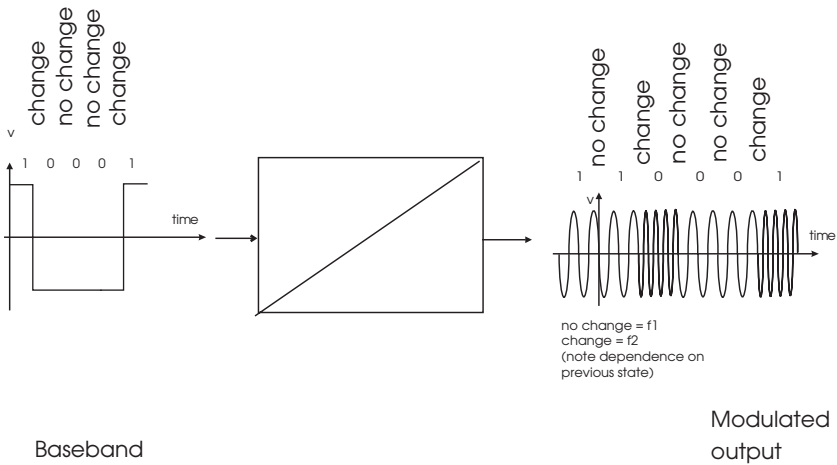 change
no change
no change
change
v
1 0 0 0 1
time
Baseband
no change
change
no change
no change
change
1 1 0 0 0 1
v
time
no change = f1
change = f2
(note dependence on
previous state)
Modulated
output